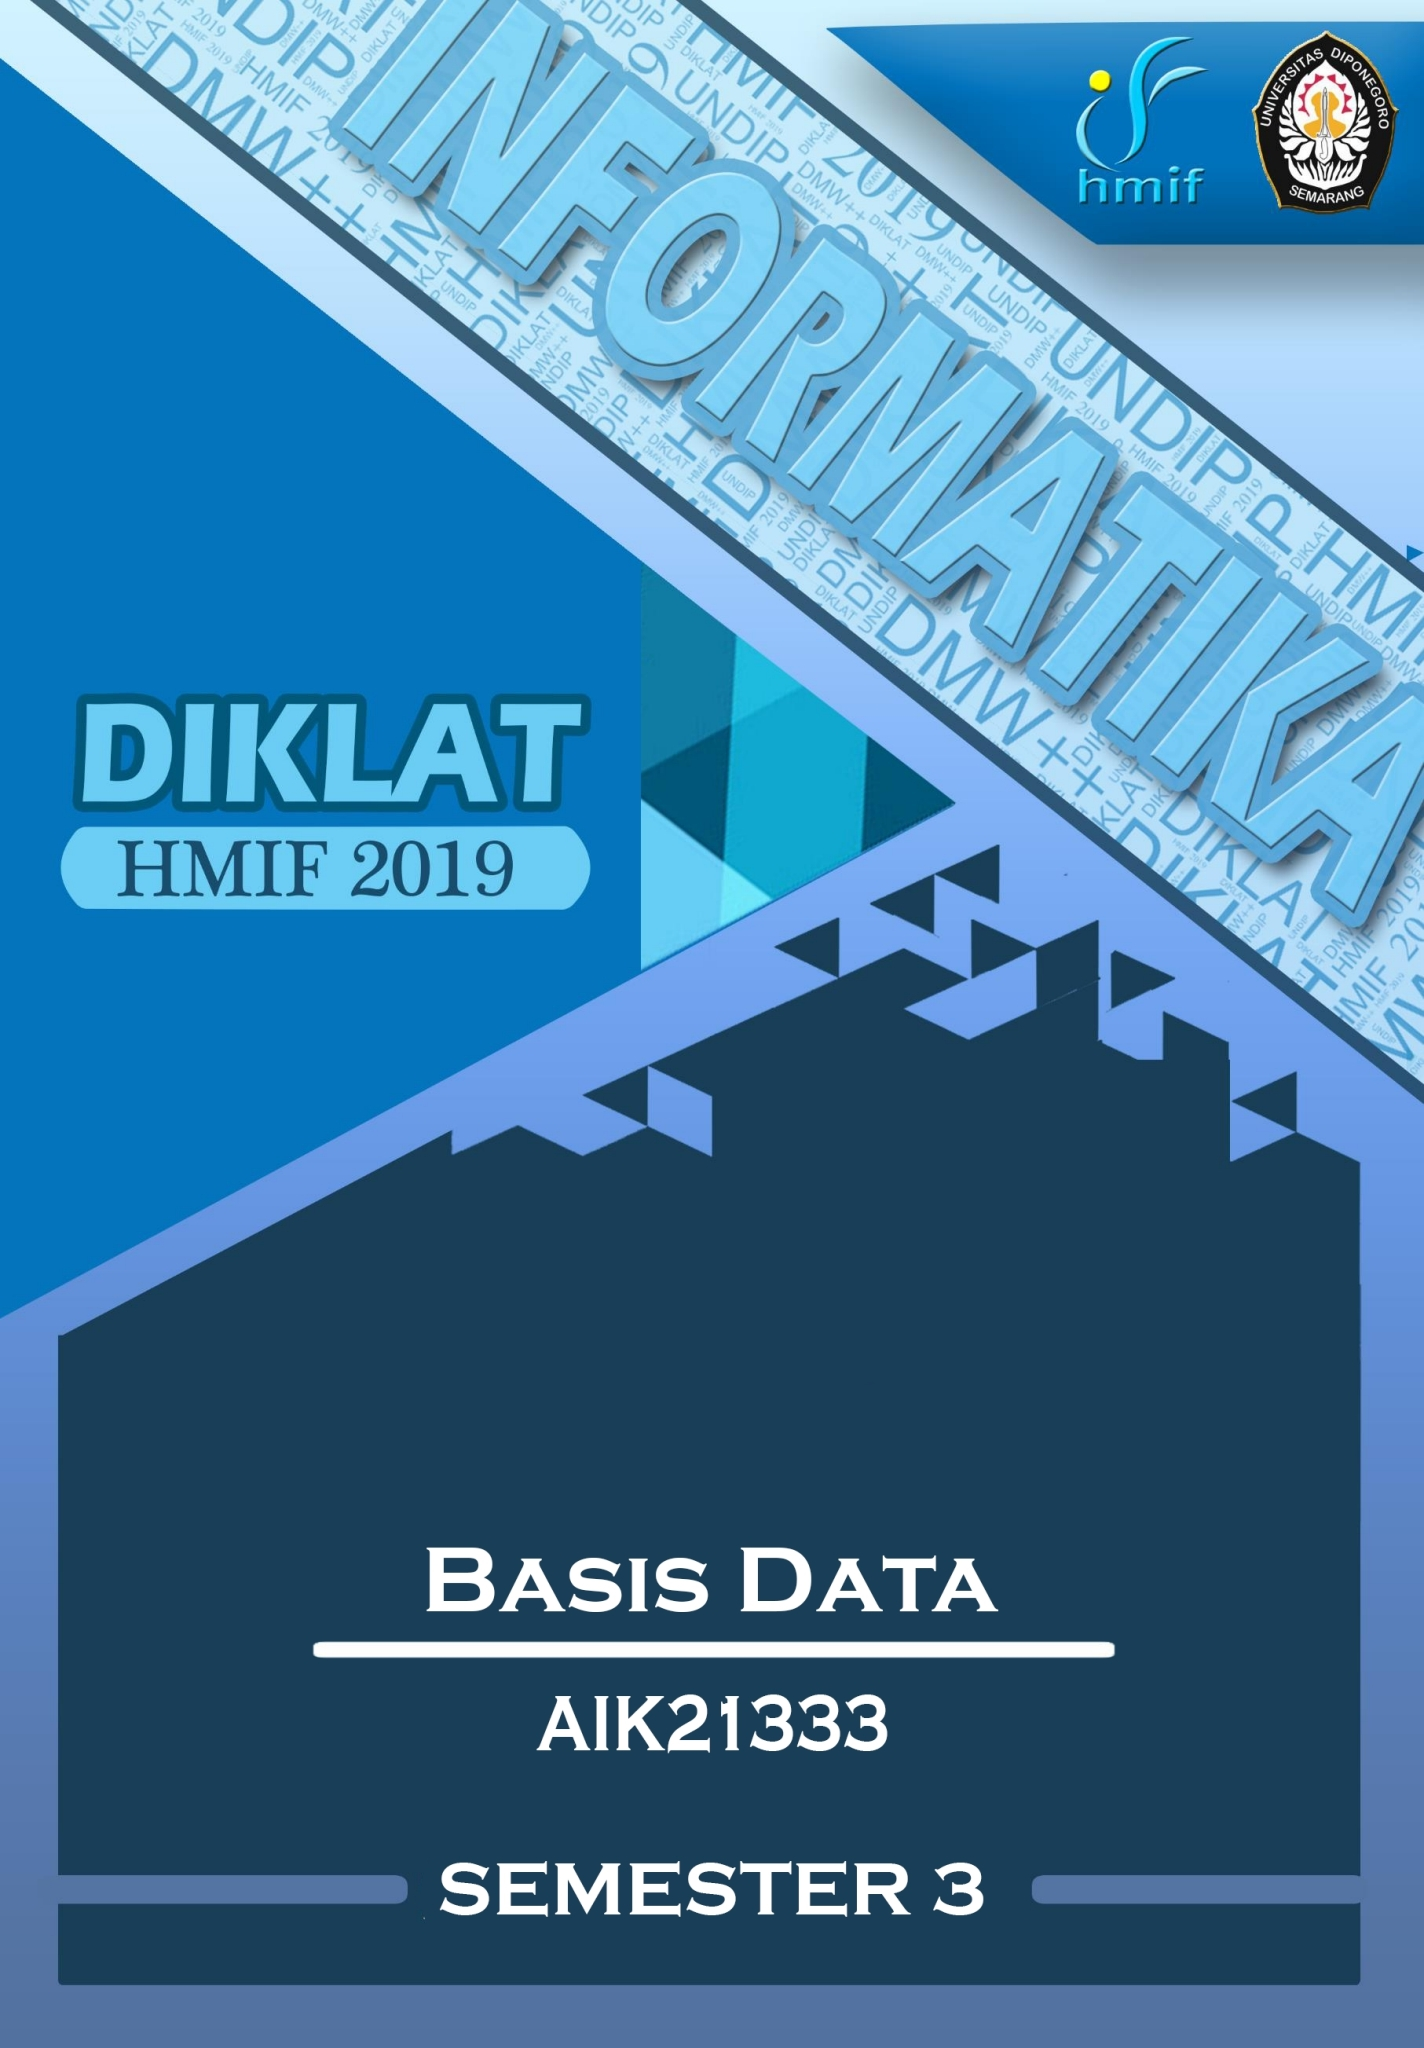 hmif
UNIVERSITAS DIPONEGORO
SEMARANG
INFORMATIKA
DIKLAT
HMIF 2019
BASIS DATA
AIK21333
SEMESTER 3